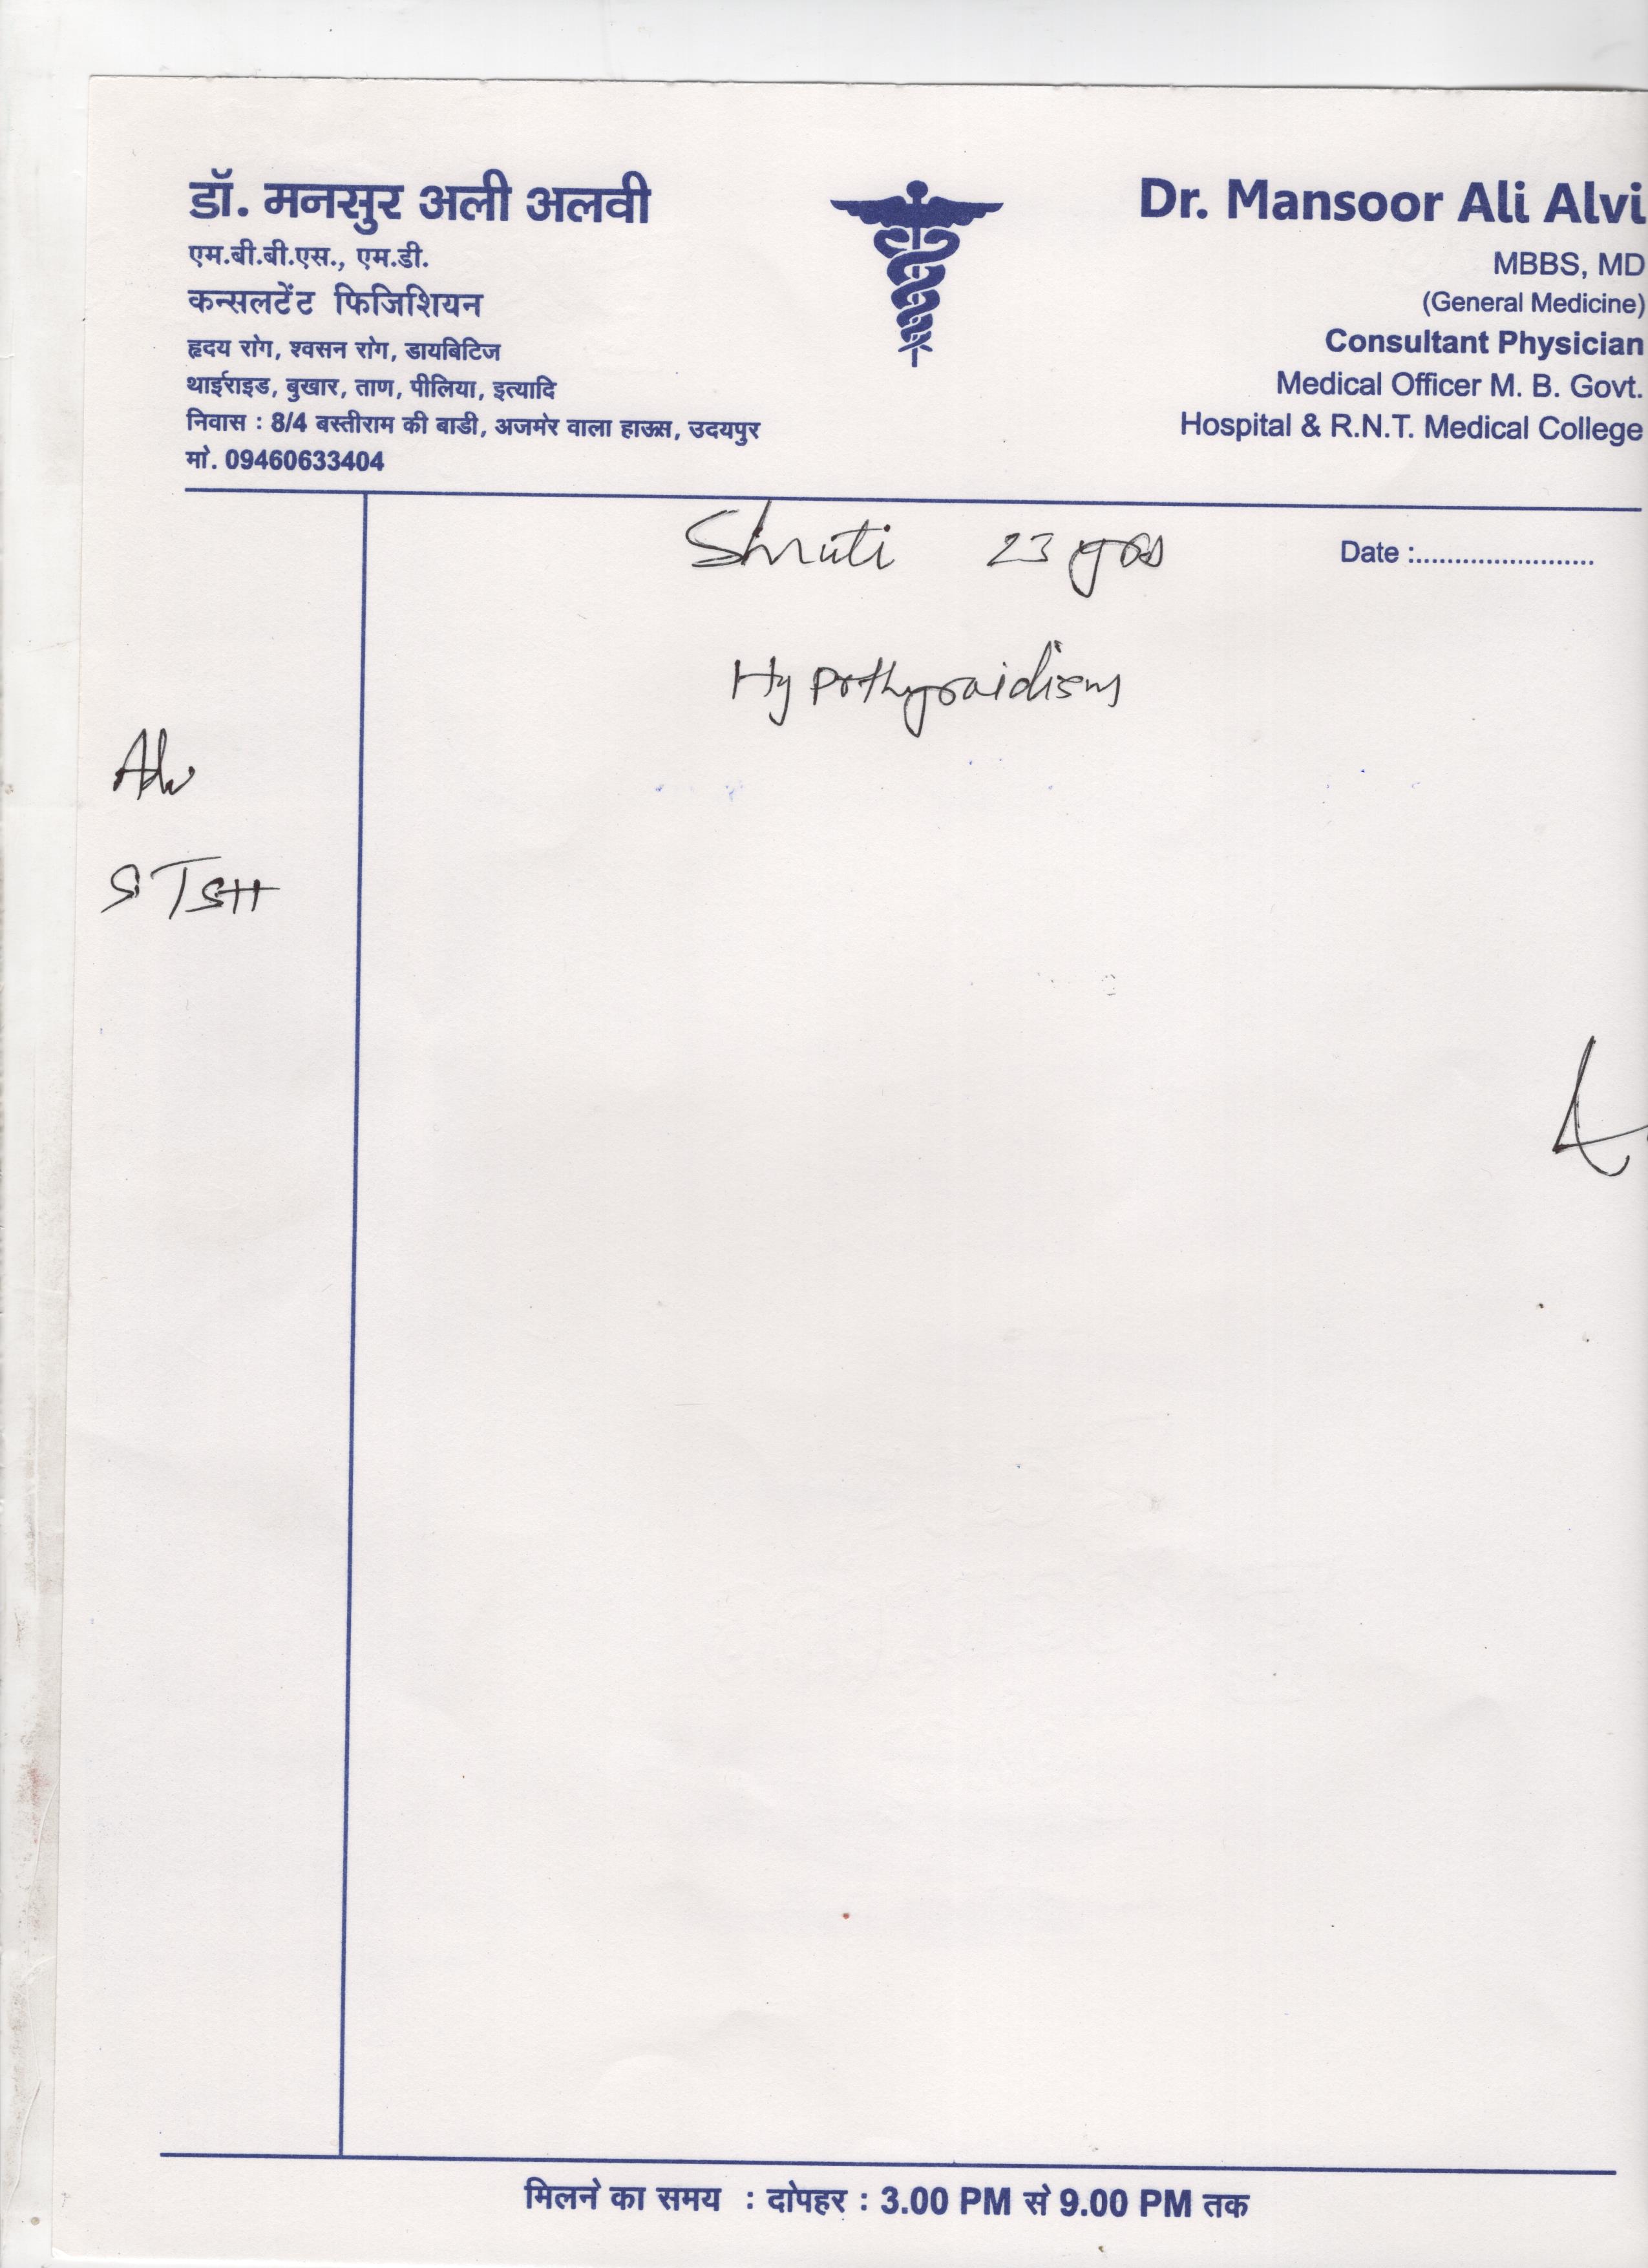 डॉ. मनसुर अली अलवी
एम.बी.बी.एस., एम.डी.
कन्सलटेंट फिजिशियन
हृदय रोग, श्वसन रोग, डायबिटिज
थाईराइड, बुखार, ताण, पीलिया, इत्यादि
निवास : 8/4 बस्तीराम की बाडी, अजमेर वाला हाऊस, उदयपुर
मो. 09460633404
Dr. Mansoor Ali Alvi
MBBS, MD
(General Medicine)
Consultant Physician
Medical Officer M. B. Govt.
Hospital & R.N.T. Medical College
Shruti 23 yrs
Date :........................
Hypothyroidism
Adv
S TSH
मिलने का समय : दोपहर : 3.00 PM से 9.00 PM तक